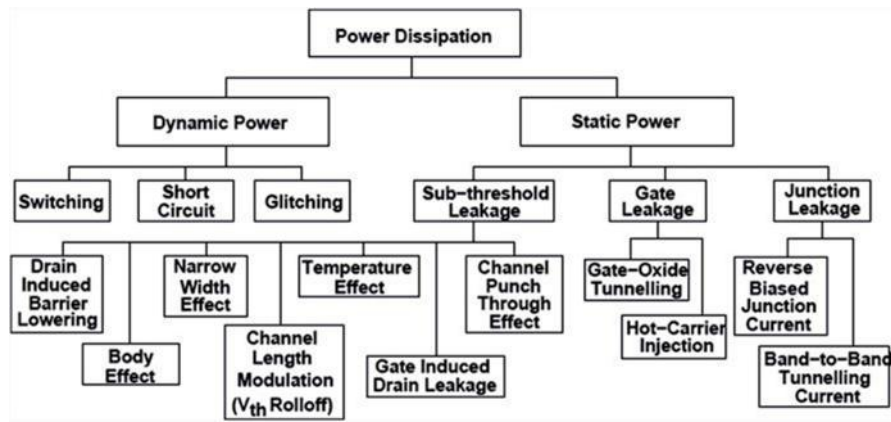 Power Dissipation
Dynamic Power
Static Power
Switching
Short
Circuit
Glitching
Sub-threshold
Leakage
Gate
Leakage
Junction
Leakage
Drain
Induced
Barrier
Lowering
Body
Effect
Narrow
Width
Effect
Channel
Length
Modulation
(Vth Rolloff)
Temperature
Effect
Gate Induced
Drain Leakage
Channel
Punch
Through
Effect
Gate-Oxide
Tunnelling
Hot-Carrier
Injection
Reverse
Biased
Junction
Current
Band-to-Band
Tunnelling
Current